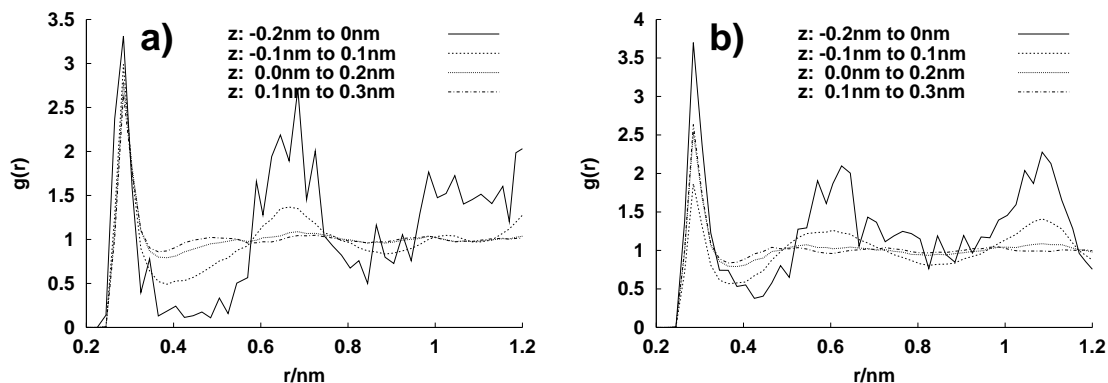 a)
z: -0.2nm to 0nm
z: -0.1nm to 0.1nm
z: 0.0nm to 0.2nm
z: 0.1nm to 0.3nm
3.5
3
2.5
2
1.5
1
0.5
0
g(r)
0.2 0.4 0.6 0.8 1 1.2
r/nm
b)
z: -0.2nm to 0nm
z: -0.1nm to 0.1nm
z: 0.0nm to 0.2nm
z: 0.1nm to 0.3nm
4
3.5
3
2.5
2
1.5
1
0.5
0
g(r)
0.2 0.4 0.6 0.8 1 1.2
r/nm